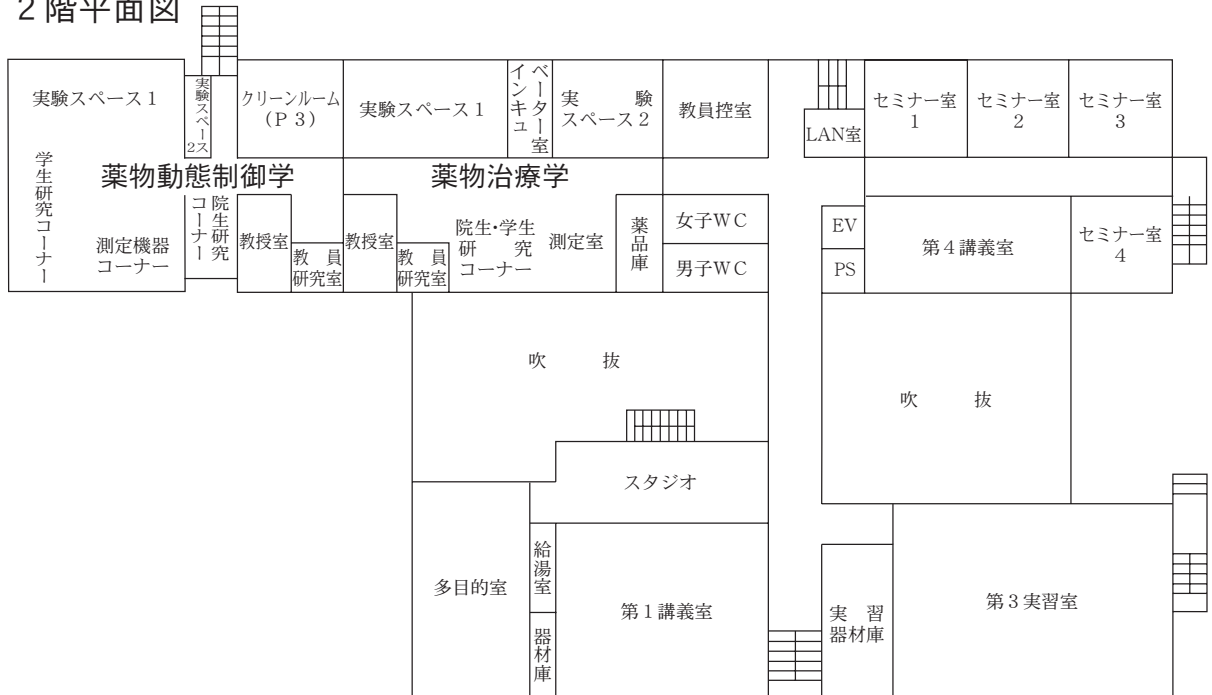 ２階平面図
実験スペース１
実験スペース
2
クリーンルーム
（Ｐ３）
実験スペース１
インキュ
ベーター室
実　験
スペース２
教員控室
LAN室
セミナー室
1
セミナー室
2
セミナー室
3
薬物動態制御学
薬物治療学
学生研究コーナー
測定機器
コーナー
院生研究
コーナー
教授室
教　員
研究室
教授室
教　員
研究室
院生・学生
研　究
コーナー
測定室
薬品庫
女子ＷＣ
男子ＷＣ
EV
PS
第４講義室
セミナー室
4
吹　抜
吹　抜
スタジオ
多目的室
給湯室
器材庫
第１講義室
実　習
器材庫
第３実習室